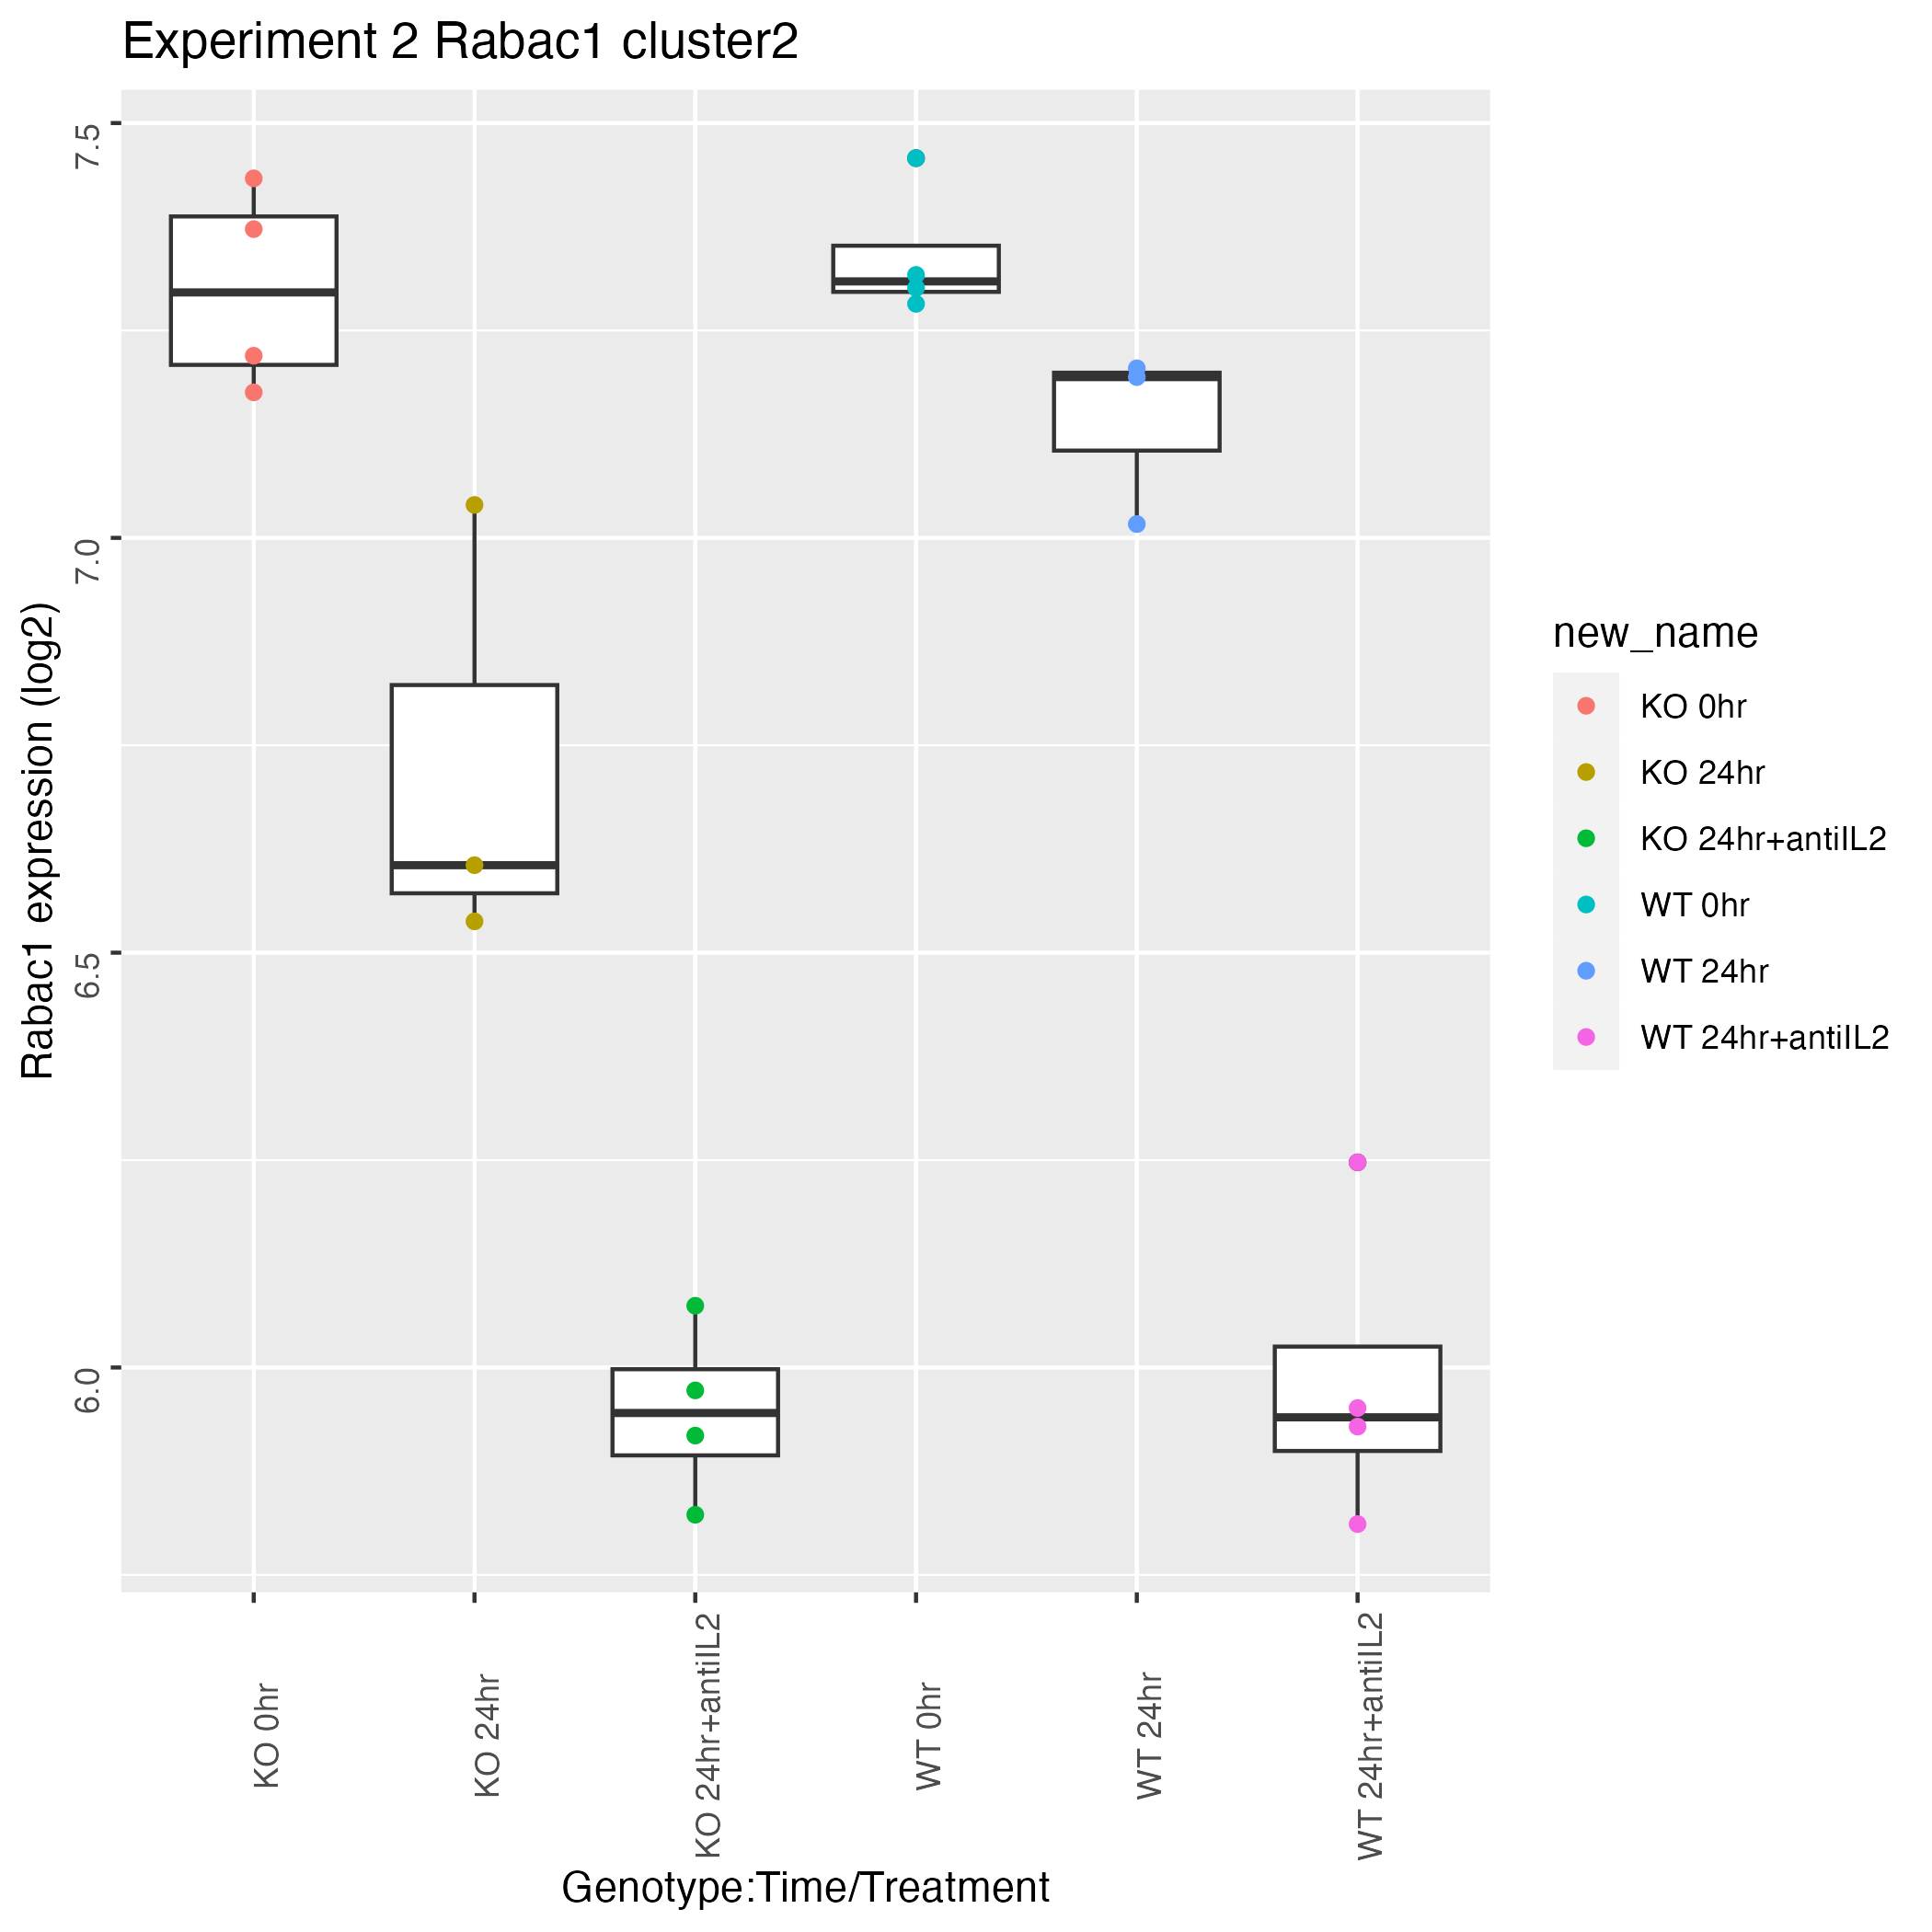 Experiment 2 Rabac1 cluster2
Rabac1 expression (log2)
7.5
7.0
6.5
6.0
KO 0hr
KO 24hr
KO 24hr+antiIL2
WT 0hr
WT 24hr
WT 24hr+antiIL2
Genotype:Time/Treatment
new_name
KO 0hr
KO 24hr
KO 24hr+antiIL2
WT 0hr
WT 24hr
WT 24hr+antiIL2